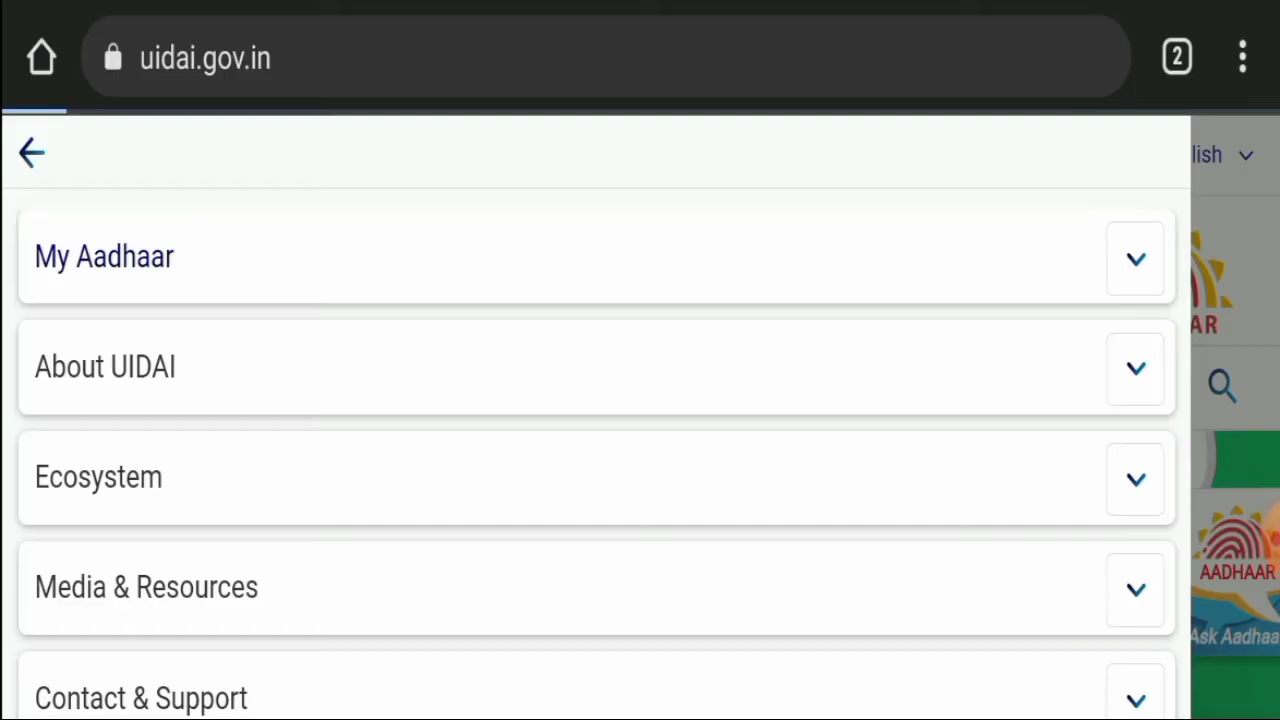 uidai.gov.in
2
lish
My Aadhaar
AR
About UIDAI
Ecosystem
AADHAAR
Media & Resources
Ask Aadhaa
Contact & Support